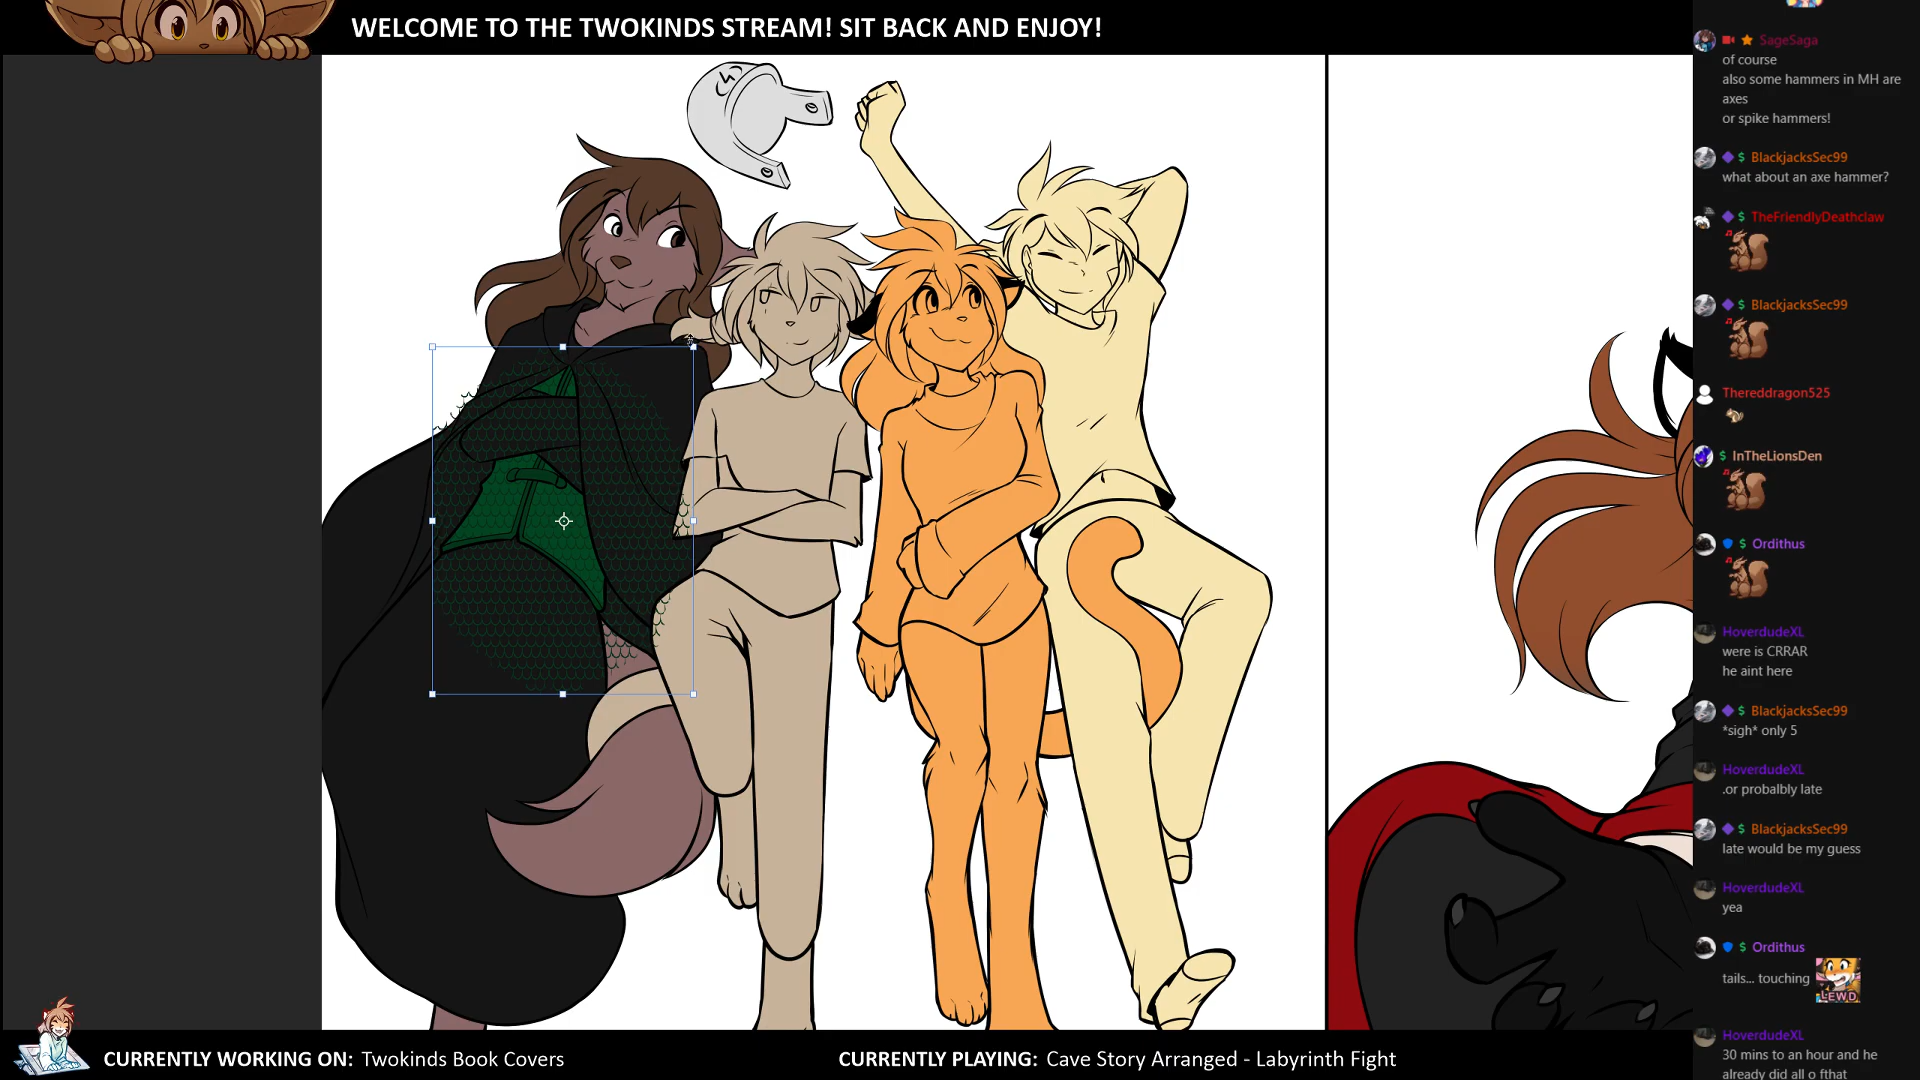 WELCOME TO THE TWOKINDS STREAM! SIT BACK AND ENJOY!
SageSaga
of course
also some hammers in MH are
axes
or spike hammers!
$ BlackjacksSec99
what about an axe hammer?
$ TheFriendlyDeathclaw
$ BlackjacksSec99
Thereddragon525
$ InTheLionsDen
$ Ordithus
HoverdudeXL
were is CRRAR
he aint here
$ BlackjacksSec99
*sigh* only 5
HoverdudeXL
.or probalbly late
$ BlackjacksSec99
late would be my guess
HoverdudeXL
yea
$ Ordithus
tails... touching
LEWD
HoverdudeXL
30 mins to an hour and he
already did all o fthat
CURRENTLY WORKING ON: Twokinds Book Covers
CURRENTLY PLAYING: Cave Story Arranged - Labyrinth Fight